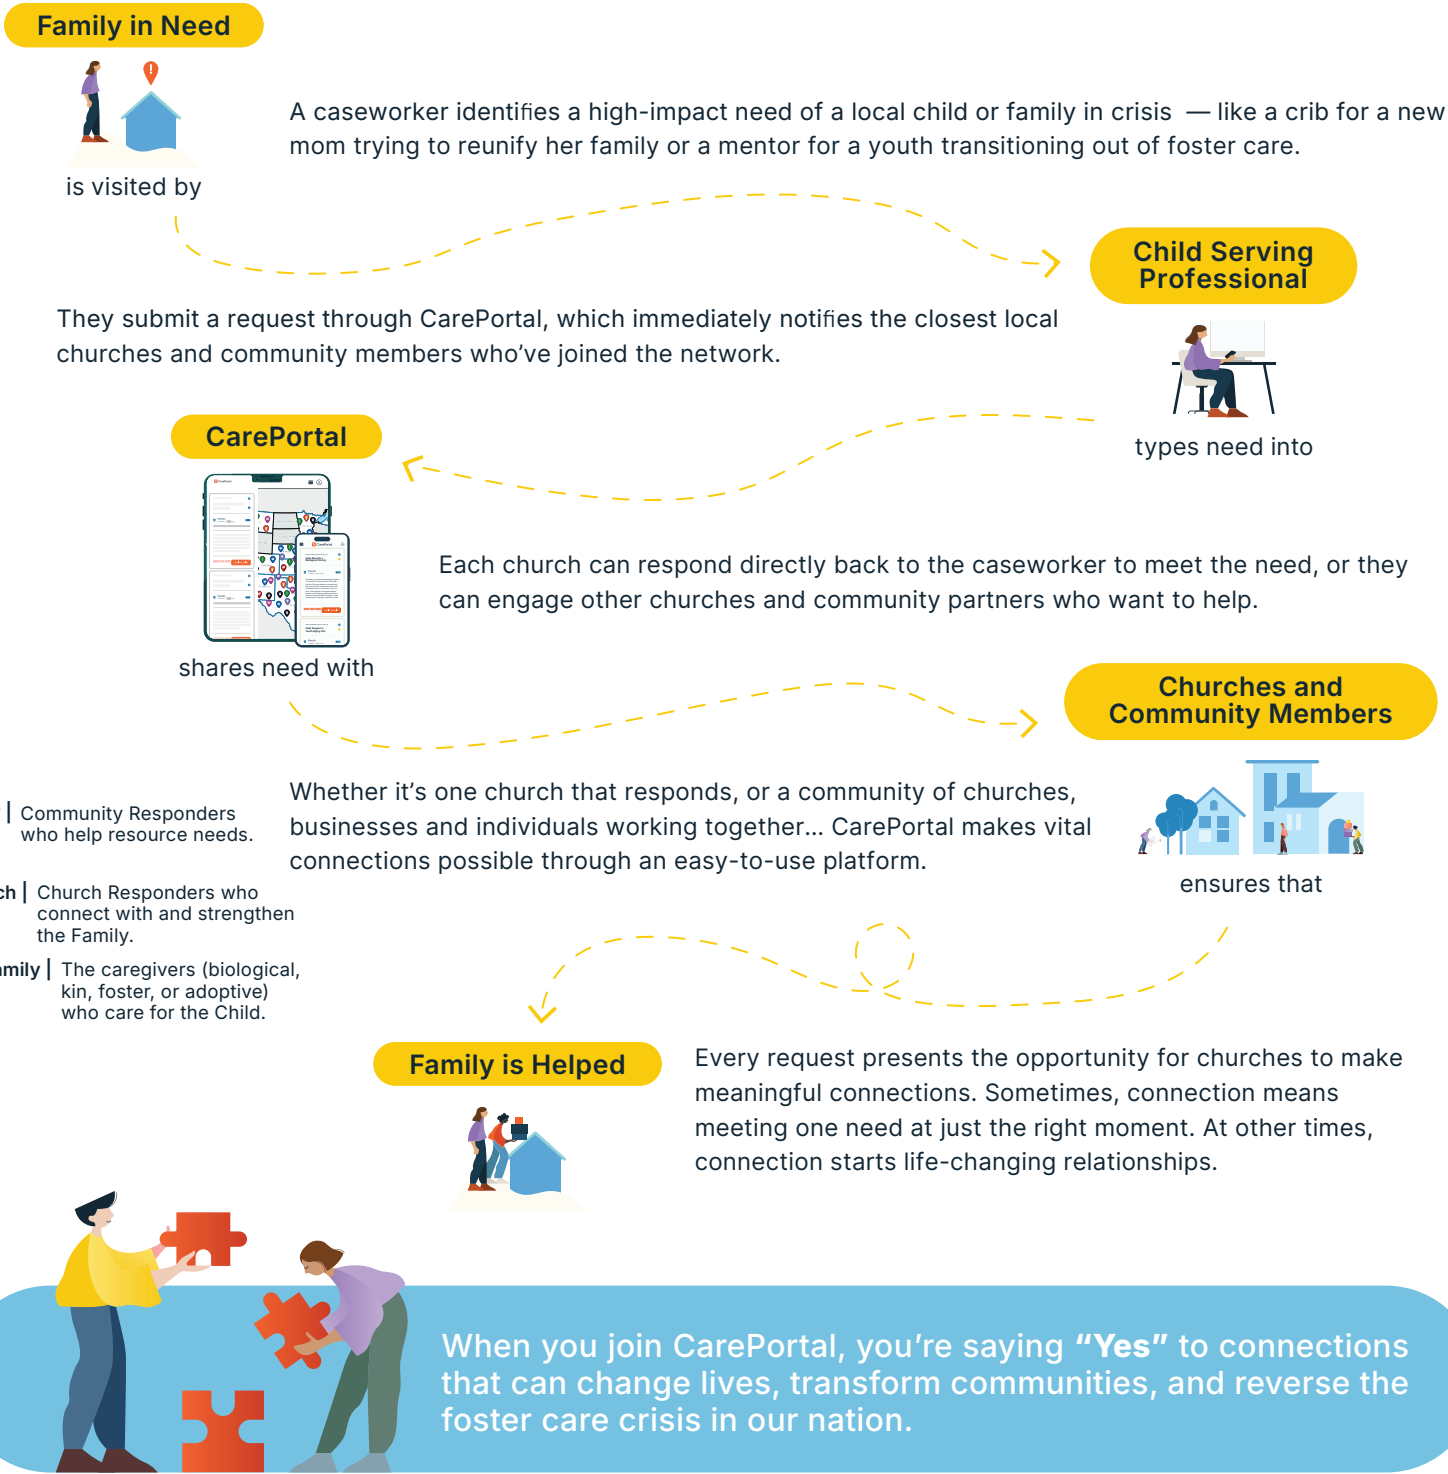 Family in Need
A caseworker identifies a high-impact need of a local child or family in crisis — like a crib for a new
mom trying to reunify her family or a mentor for a youth transitioning out of foster care.
is visited by
Child Serving
Professional
They submit a request through CarePortal, which immediately notifies the closest local
churches and community members who’ve joined the network.
types need into
CarePortal
Each church can respond directly back to the caseworker to meet the need, or they
can engage other churches and community partners who want to help.
shares need with
Churches and
Community Members
Whether it’s one church that responds, or a community of churches,
businesses and individuals working together... CarePortal makes vital
connections possible through an easy-to-use platform.
ensures that
| Community Responders
who help resource needs.
ch | Church Responders who
connect with and strengthen
the Family.
amily | The caregivers (biological,
kin, foster, or adoptive)
who care for the Child.
Family is Helped
Every request presents the opportunity for churches to make
meaningful connections. Sometimes, connection means
meeting one need at just the right moment. At other times,
connection starts life-changing relationships.
When you join CarePortal, you’re saying “Yes” to connections
that can change lives, transform communities, and reverse the
foster care crisis in our nation.